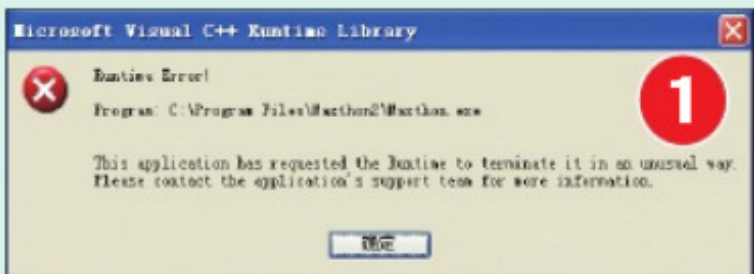 Microsoft Visual C++ Runtime Library
Runtime Error!
Program: C:\Program Files\Maxthon2\Maxthon.exe
1
This application has requested the Runtime to terminate it in an unusual way.
Please contact the application's support team for more information.
确定